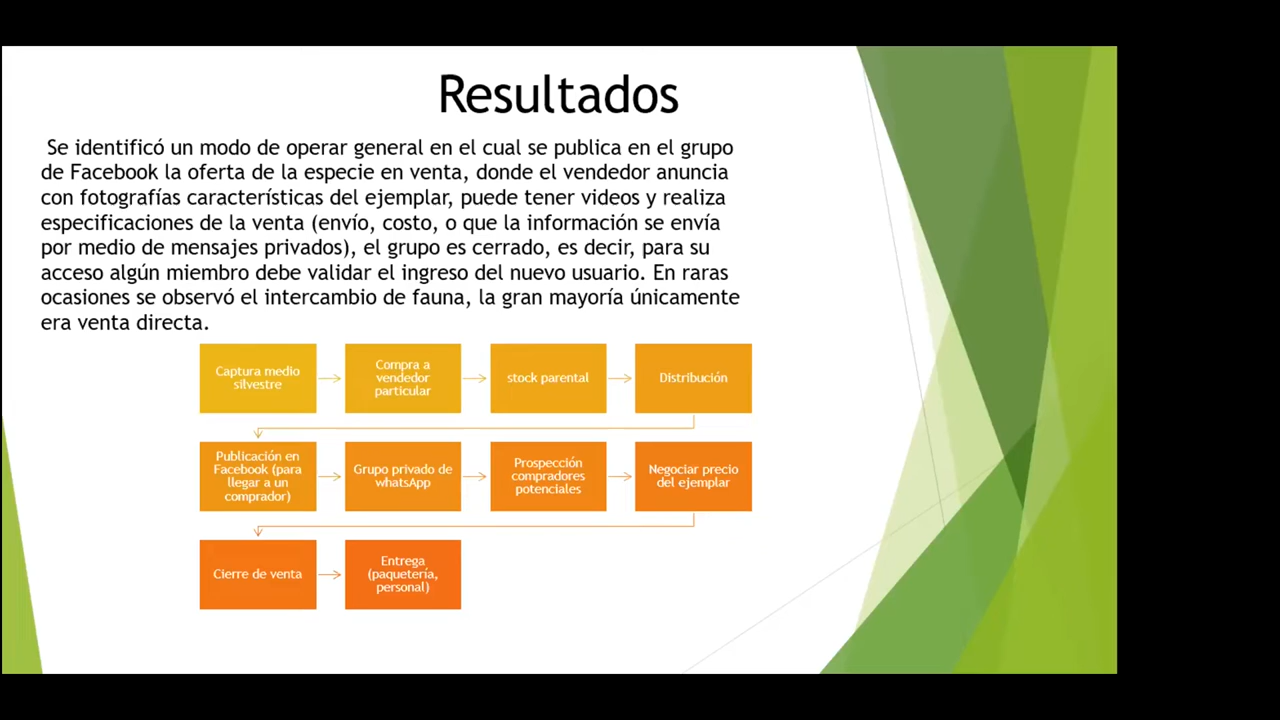 Resultados
Se identificó un modo de operar general en el cual se publica en el grupo
de Facebook la oferta de la especie en venta, donde el vendedor anuncia
con fotografías características del ejemplar, puede tener videos y realiza
especificaciones de la venta (envío, costo, o que la información se envía
por medio de mensajes privados), el grupo es cerrado, es decir, para su
acceso algún miembro debe validar el ingreso del nuevo usuario. En raras
ocasiones se observó el intercambio de fauna, la gran mayoría únicamente
era venta directa.
Captura medio
silvestre
Compra a
vendedor
particular
stock parental
Distribución
Publicación en
Facebook (para
llegar a un
comprador)
Grupo privado de
whatsApp
Prospección
compradores
potenciales
Negociar precio
del ejemplar
Cierre de venta
Entrega
(paquetería,
personal)